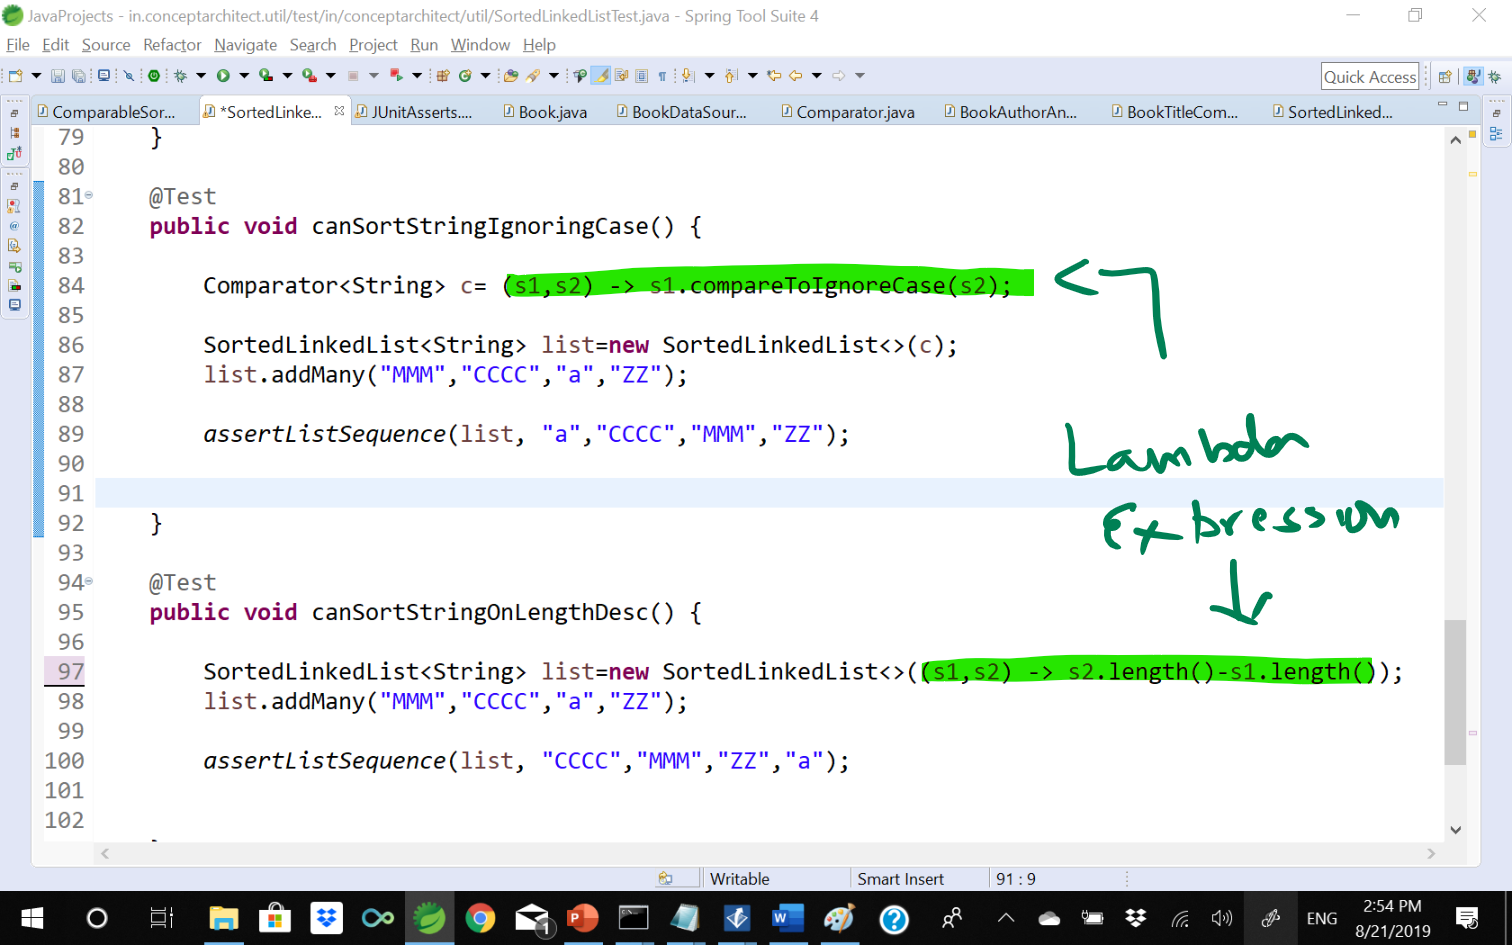 JavaProjects - in.conceptarchitect.util/test/in/conceptarchitect/util/SortedLinkedListTest.java - Spring Tool Suite 4
File Edit Source Refactor Navigate Search Project Run Window Help
Quick Access
ComparableSor... *SortedLinke... JUnitAsserts.... Book.java BookDataSour... Comparator.java BookAuthorAn... BookTitleCom... SortedLinked...
79 }
80
81 @Test
82 public void canSortStringIgnoringCase() {
83
84 Comparator<String> c= (s1,s2) -> s1.compareToIgnoreCase(s2);
85
86 SortedLinkedList<String> list=new SortedLinkedList<>(c);
87 list.addMany("MMM","CCCC","a","ZZ");
88
89 assertListSequence(list, "a","CCCC","MMM","ZZ");
90
Lambda
91
Expression
92 }
93
94 @Test
95 public void canSortStringOnLengthDesc() {
96
97 SortedLinkedList<String> list=new SortedLinkedList<>((s1,s2) -> s2.length()-s1.length());
98 list.addMany("MMM","CCCC","a","ZZ");
99
100 assertListSequence(list, "CCCC","MMM","ZZ","a");
101
102
Writable Smart Insert 91 : 9
1 ENG 2:54 PM
8/21/2019